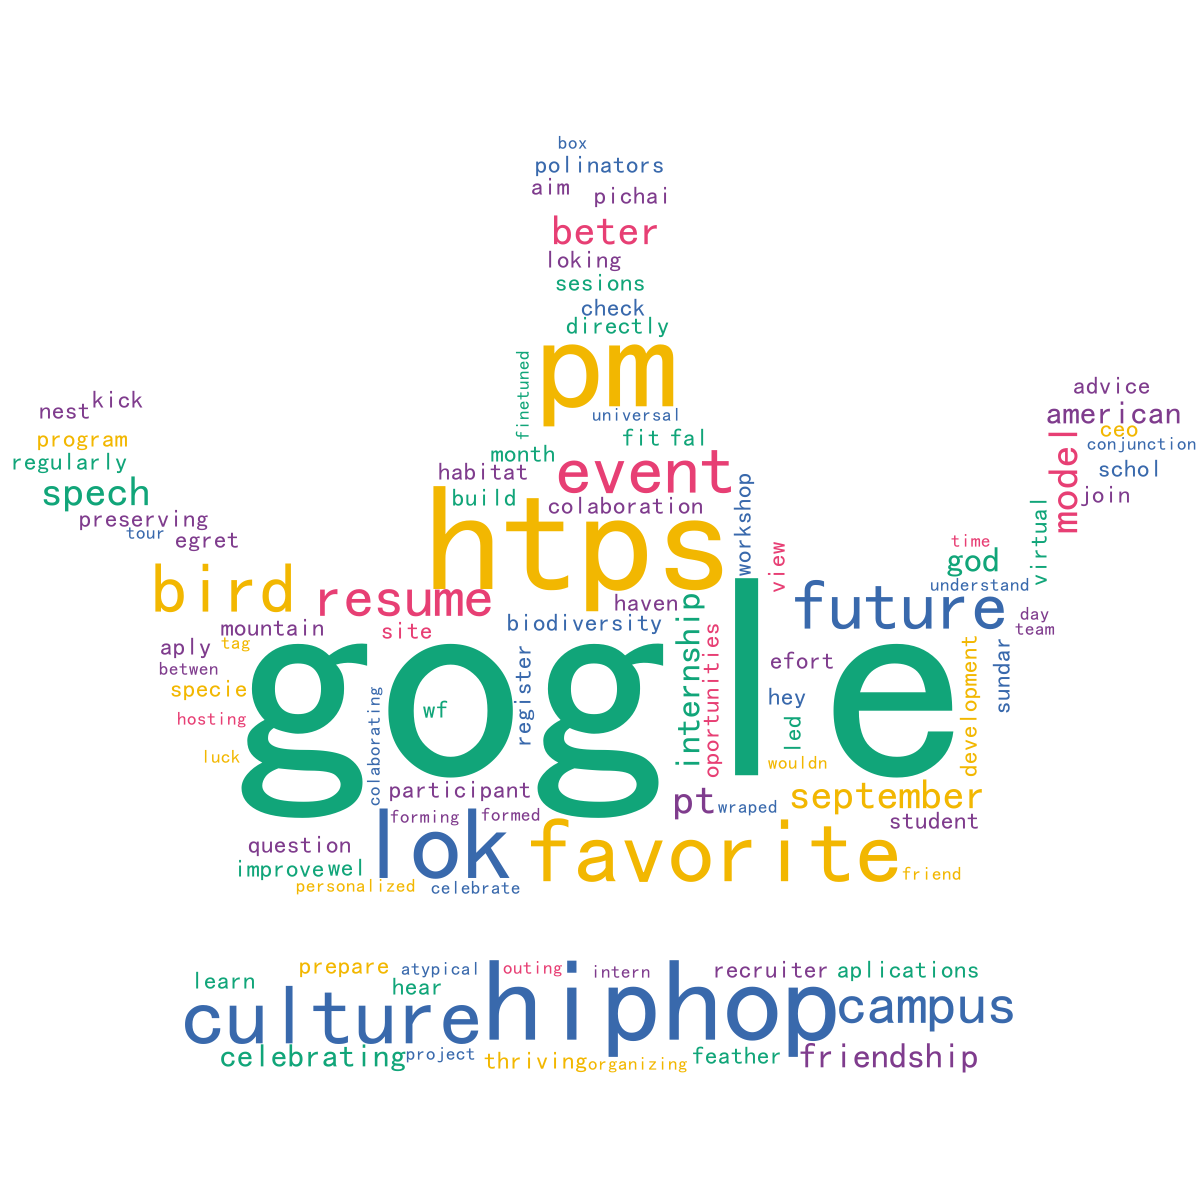 box
polinators
aim
pichai
beter
loking
sesions
check
directly
pm
finetuned
universal
fit
fal
month
event
habitat
build
colaboration
htps
workshop
view
kick
nest
program
regularly
spech
preserving
tour
egret
bird
resume
advice
american
ceo
conjunction
model
schol
join
virtual
time
god
understand
future
day
team
haven
mountain
site
biodiversity
internship
oportunities
aply
tag
betwen
specie
hosting
luck
gogle
wf
register
colaborating
efort
hey
led
wouldn
development
sundar
participant
forming
formed
pt
wraped
september
student
lok
favorite
friend
question
improve
wel
personalized
celebrate
learn
prepare
atypical
hear
outing
intern
recruiter
aplications
culture
hiphop
campus
celebrating
project
thriving
organizing
feather
friendship